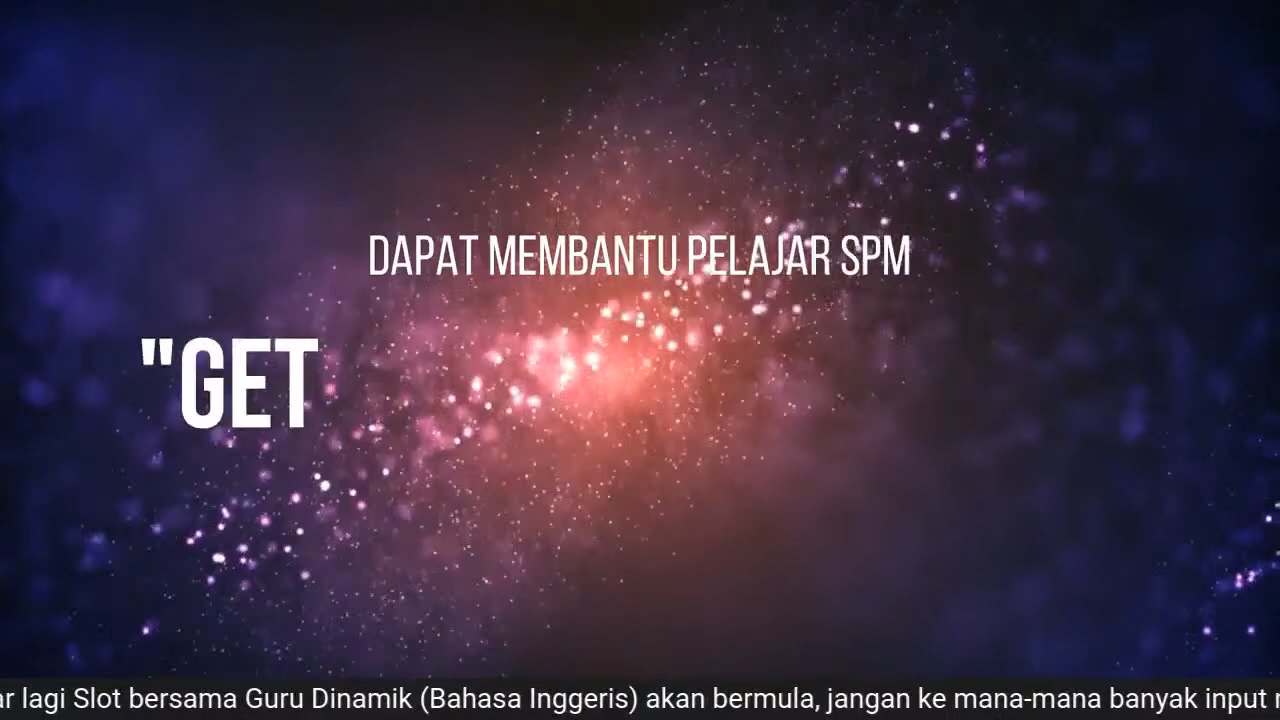 DAPAT MEMBANTU PELAJAR SPM
"GET
lagi Slot bersama Guru Dinamik (Bahasa Inggeris) akan bermula, jangan ke mana-mana banyak input